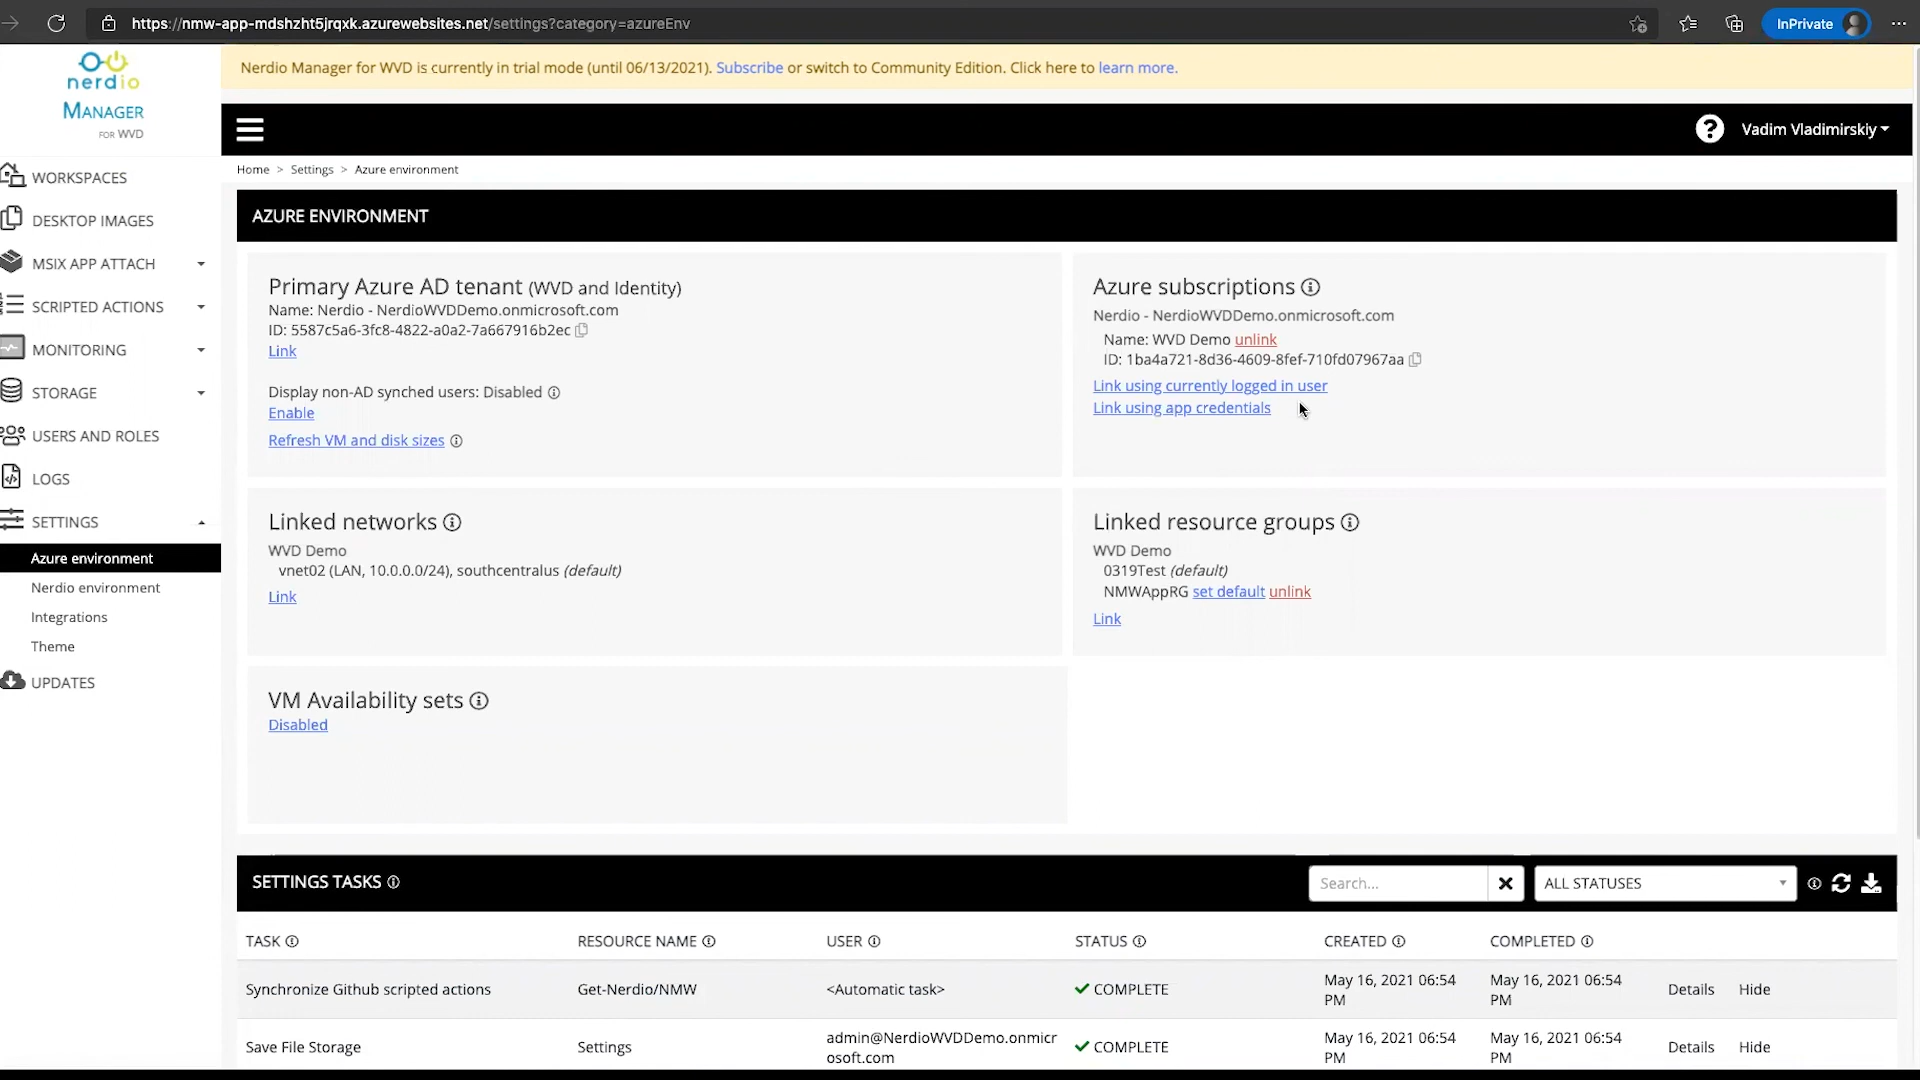 https://nmw-app-mdshzht5jrqxk.azurewebsites.net/settings?category=azureEnv
InPrivate
nerdio
MANAGER
FOR WVD
Nerdio Manager for WVD is currently in trial mode (until 06/13/2021). Subscribe or switch to Community Edition. Click here to learn more.
Vadim Vladimirskiy
WORKSPACES
DESKTOP IMAGES
MSIX APP ATTACH
SCRIPTED ACTIONS
MONITORING
STORAGE
USERS AND ROLES
LOGS
SETTINGS
Azure environment
Nerdio environment
Integrations
Theme
UPDATES
Home > Settings > Azure environment
AZURE ENVIRONMENT
Primary Azure AD tenant (WVD and Identity)
Name: Nerdio - NerdioWVDDemo.onmicrosoft.com
ID: 5587c5a6-3fc8-4822-a0a2-7a667916b2ec
Link
Display non-AD synched users: Disabled
Enable
Refresh VM and disk sizes
Azure subscriptions
Nerdio - NerdioWVDDemo.onmicrosoft.com
Name: WVD Demo unlink
ID: 1ba4a721-8d36-4609-8fef-710fd07967aa
Link using currently logged in user
Link using app credentials
Linked networks
WVD Demo
vnet02 (LAN, 10.0.0.0/24), southcentralus (default)
Link
Linked resource groups
WVD Demo
0319Test (default)
NMWAppRG set default unlink
Link
VM Availability sets
Disabled
SETTINGS TASKS
Search...
ALL STATUSES
TASK RESOURCE NAME USER STATUS CREATED COMPLETED
Synchronize Github scripted actions Get-Nerdio/NMW <Automatic task> COMPLETE May 16, 2021 06:54 PM May 16, 2021 06:54 PM Details Hide
Save File Storage Settings admin@NerdioWVDDemo.onmicrosoft.com COMPLETE May 16, 2021 06:54 PM May 16, 2021 06:54 PM Details Hide